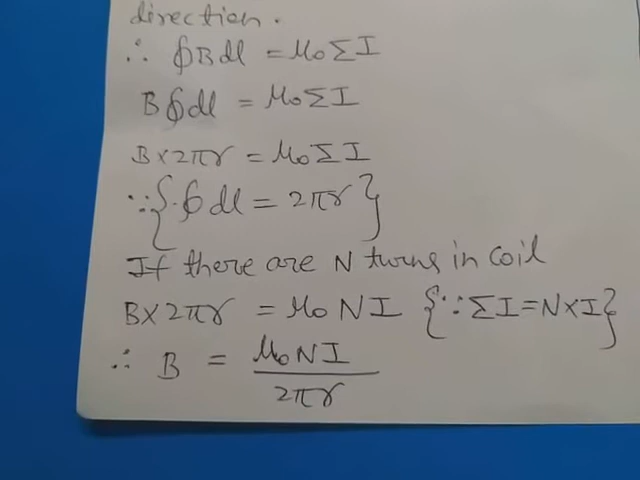 direction.
∴ ∮Bdl = μ₀ΣI
B∮dl = μ₀ΣI
B×2πr = μ₀ΣI
∵{∮dl = 2πr}
If there are N turns in coil
B×2πr = μ₀NI {∵ΣI=N×I}
∴ B = μ₀NI
2πr